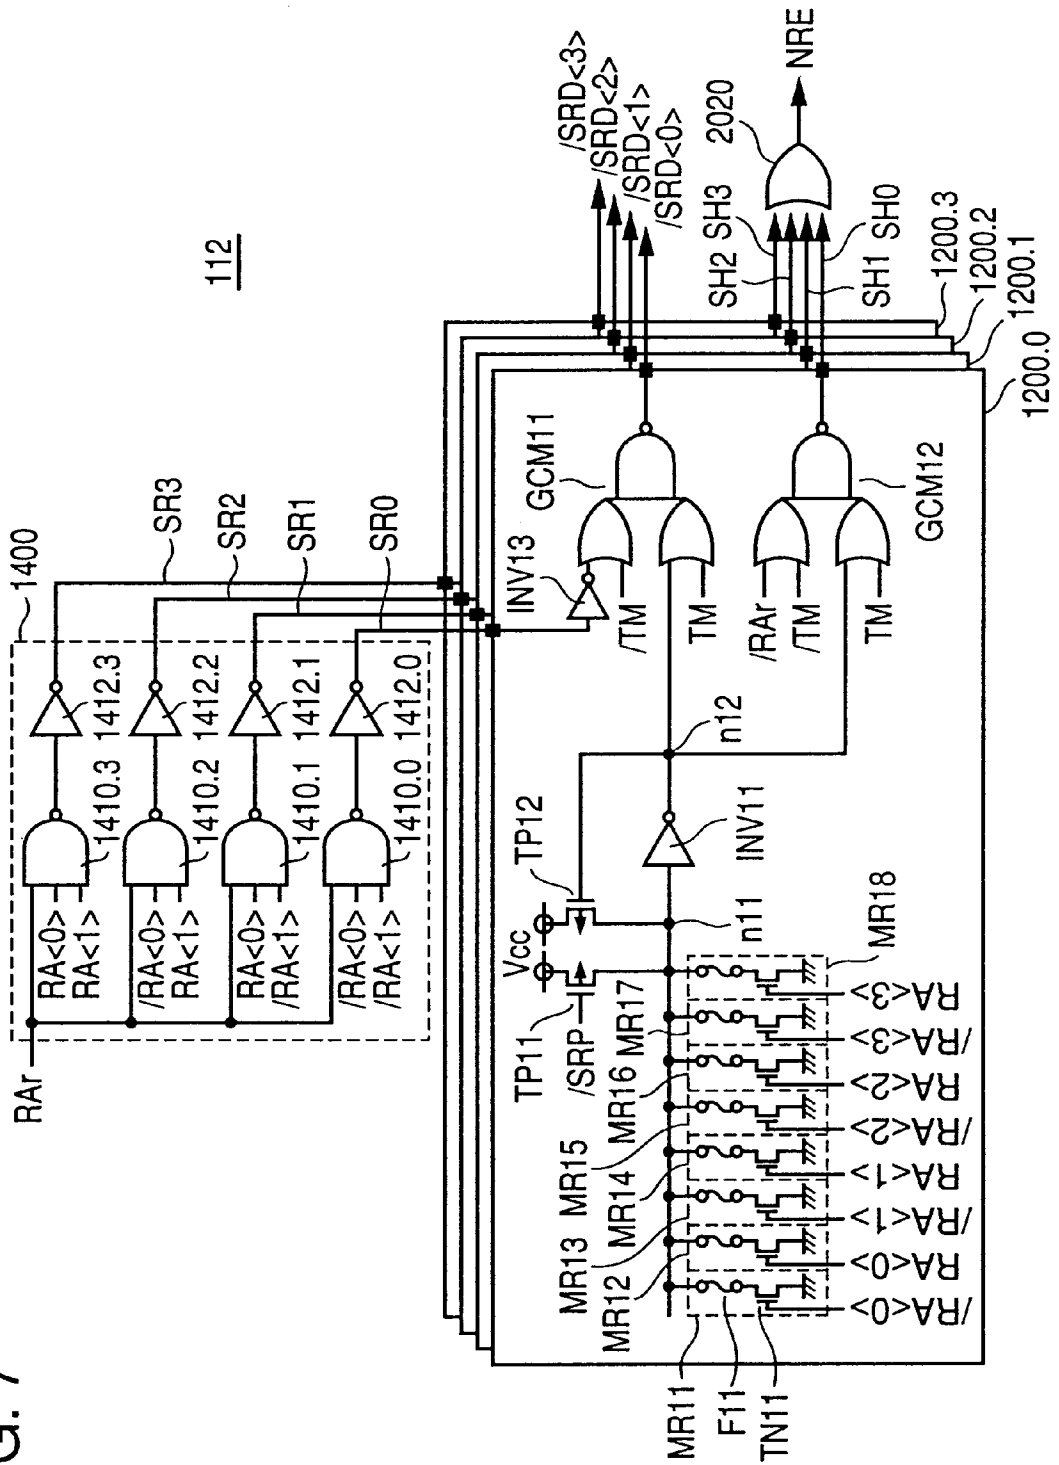 G. 7
112
RAr
1400
RA<0>
RA<1>
1410.3
1412.3
SR3
/RA<0>
RA<1>
1410.2
1412.2
SR2
RA<0>
/RA<1>
1410.1
1412.1
SR1
/RA<0>
/RA<1>
1410.0
1412.0
SR0
/SRD<3>
/SRD<2>
/SRD<1>
/SRD<0>
TP11
Vcc
TP12
/SRP
INV13
GCM11
/TM
TM
/RAr
/TM
TM
GCM12
SH2
SH3
SH1
SH0
2020
NRE
n11
INV11
n12
MR11
MR12
MR13
MR14
MR15
MR16
MR17
MR18
F11
TN11
/RA<0>
RA<0>
/RA<1>
RA<1>
/RA<2>
RA<2>
/RA<3>
RA<3>
1200.3
1200.2
1200.1
1200.0